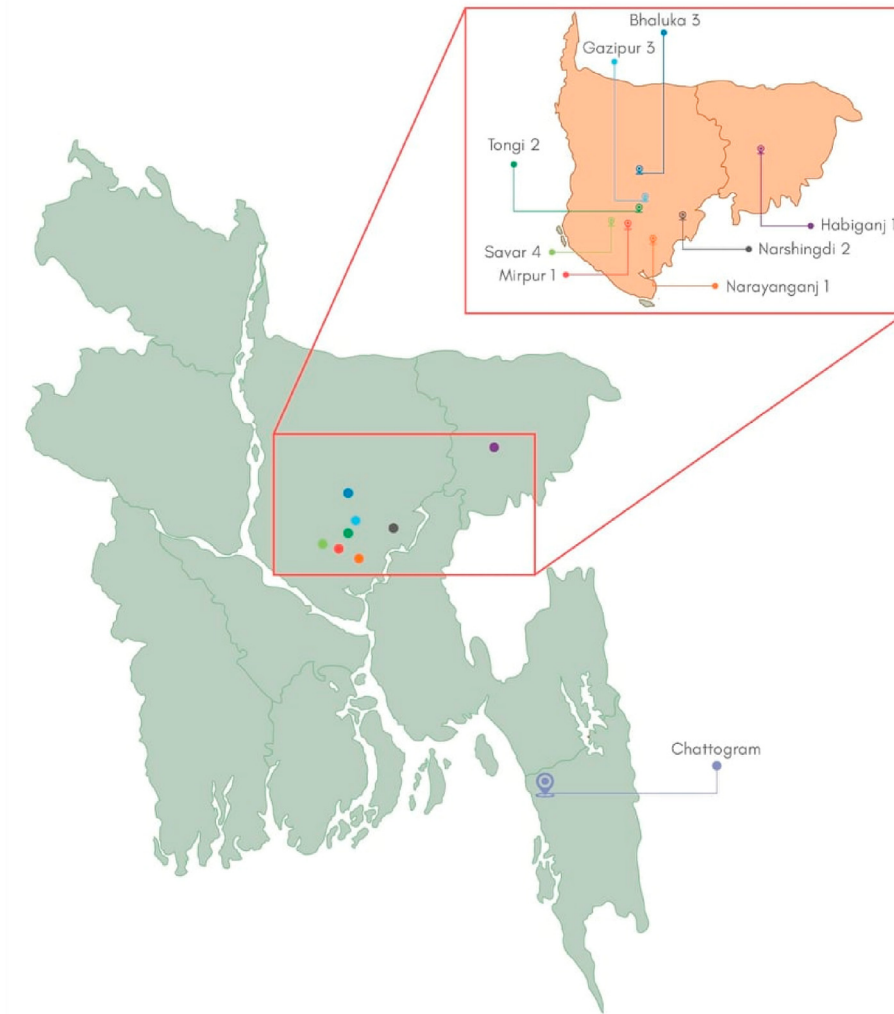 Bhaluka 3
Gazipur 3
Tongi 2
Habiganj 1
Savar 4
Narshingdi 2
Mirpur 1
Narayanganj 1
Chattogram